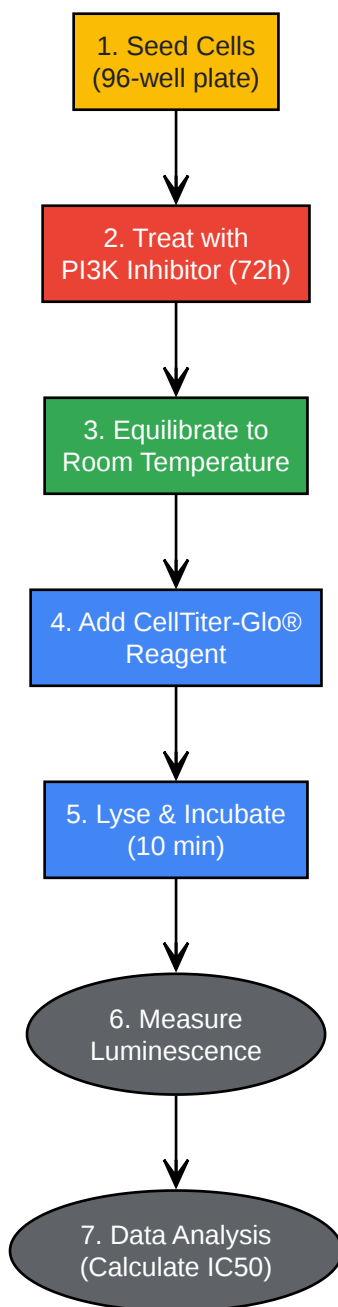 1. Seed Cells
(96-well plate)
2. Treat with
PI3K Inhibitor (72h)
3. Equilibrate to
Room Temperature
4. Add CellTiter-Glo®
Reagent
5. Lyse & Incubate
(10 min)
6. Measure
Luminescence
7. Data Analysis
(Calculate IC50)